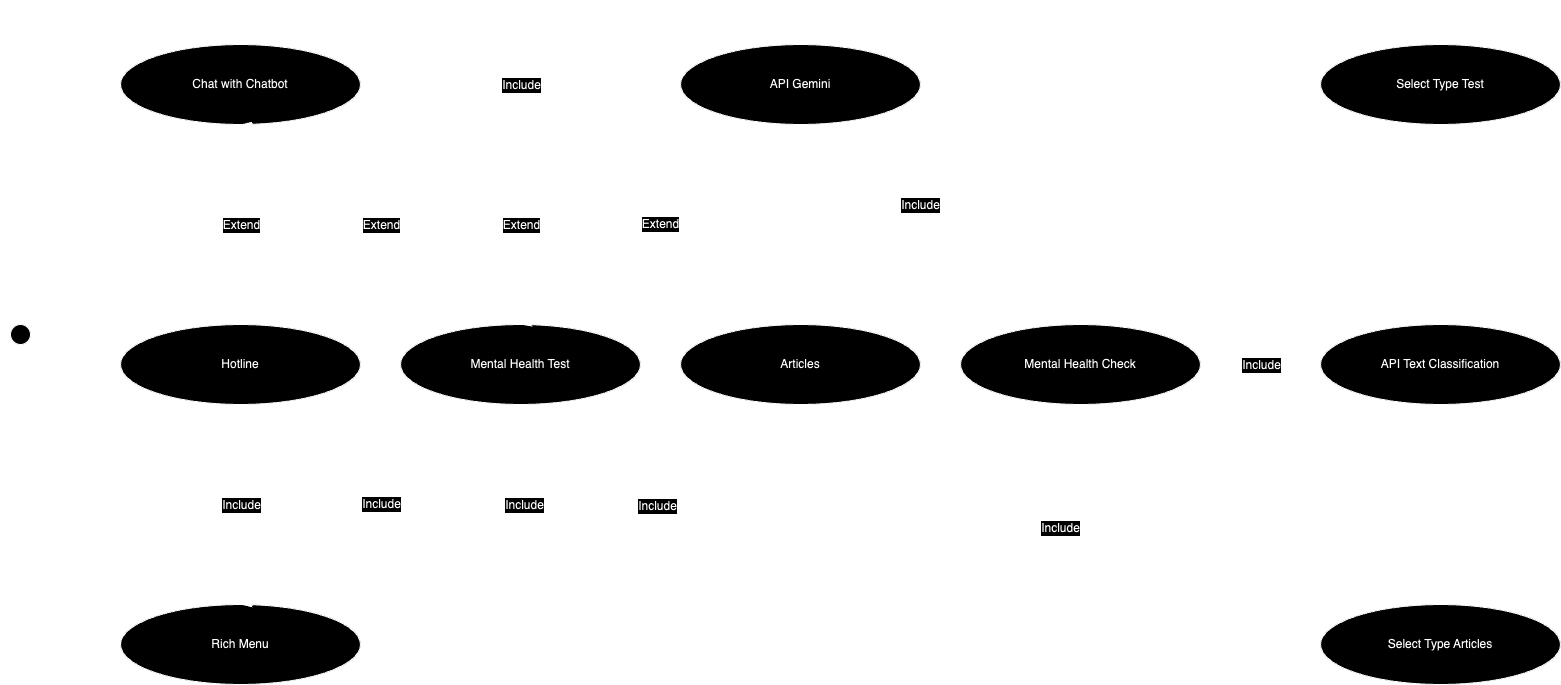 Chat with Chatbot
Include
API Gemini
Select Type Test
Include
Extend
Extend
Extend
Extend
Hotline
Mental Health Test
Articles
Mental Health Check
Include
API Text Classification
Include
Include
Include
Include
Include
Rich Menu
Select Type Articles